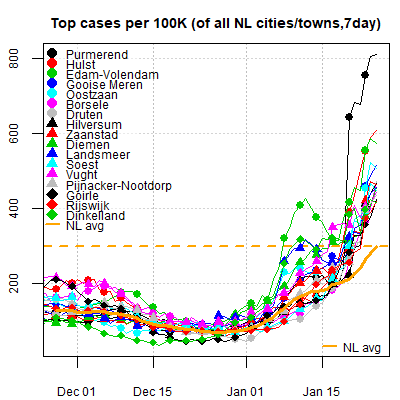 Top cases per 100K (of all NL cities/towns,7day)
800
600
400
200
Purmerend
Hulst
Edam-Volendam
Gooise Meren
Oostzaan
Borsele
Druten
Hilversum
Zaanstad
Diemen
Landsmeer
Soest
Vught
Pijnacker-Nootdorp
Goirle
Rijswijk
Dinkelland
NL avg
NL avg
Dec 01
Dec 15
Jan 01
Jan 15